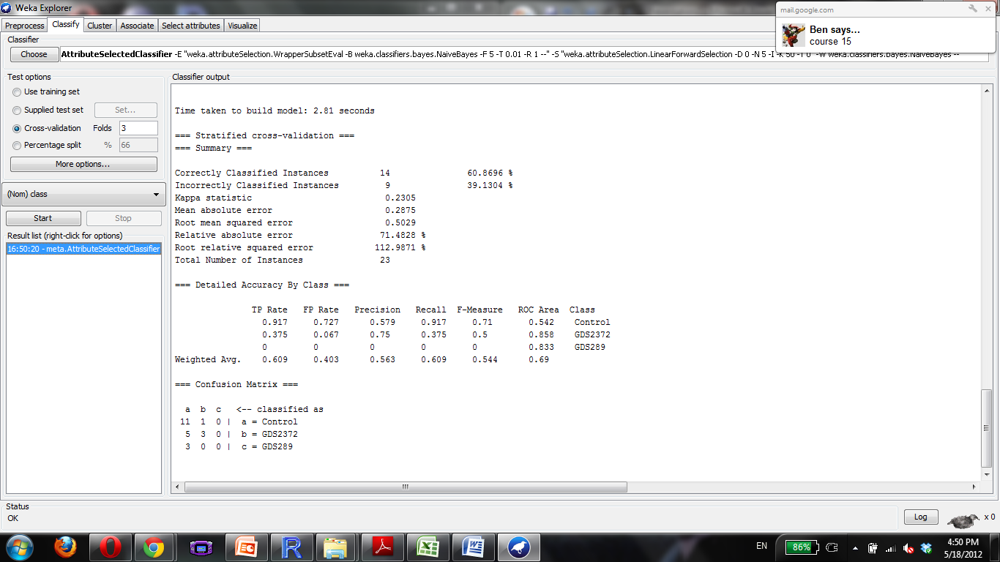 Weka Explorer
mail.google.com
Ben says...
course 15
Preprocess Classify Cluster Associate Select attributes Visualize
Classifier
Choose AttributeSelectedClassifier -E "weka.attributeSelection.WrapperSubsetEval -B weka.classifiers.bayes.NaiveBayes -F 5 -T 0.01 -R 1 --" -S "weka.attributeSelection.LinearForwardSelection -D 0 -N 5 -I -K 50 -T 0" -W weka.classifiers.bayes.NaiveBayes --
Test options
Use training set
Supplied test set Set...
Cross-validation Folds 3
Percentage split % 66
More options...
(Nom) class
Start Stop
Result list (right-click for options)
16:50:20 - meta.AttributeSelectedClassifier
Classifier output
Time taken to build model: 2.81 seconds
=== Stratified cross-validation ===
=== Summary ===
Correctly Classified Instances 14 60.8696 %
Incorrectly Classified Instances 9 39.1304 %
Kappa statistic 0.2305
Mean absolute error 0.2875
Root mean squared error 0.5029
Relative absolute error 71.4828 %
Root relative squared error 112.9871 %
Total Number of Instances 23
=== Detailed Accuracy By Class ===
TP Rate FP Rate Precision Recall F-Measure ROC Area Class
0.917 0.727 0.579 0.917 0.71 0.542 Control
0.375 0.067 0.75 0.375 0.5 0.858 GDS2372
0 0 0 0 0 0.833 GDS289
Weighted Avg. 0.609 0.403 0.563 0.609 0.544 0.69
=== Confusion Matrix ===
a b c <-- classified as
11 1 0 | a = Control
5 3 0 | b = GDS2372
3 0 0 | c = GDS289
Status
OK
Log x 0
EN 86% 4:50 PM
5/18/2012